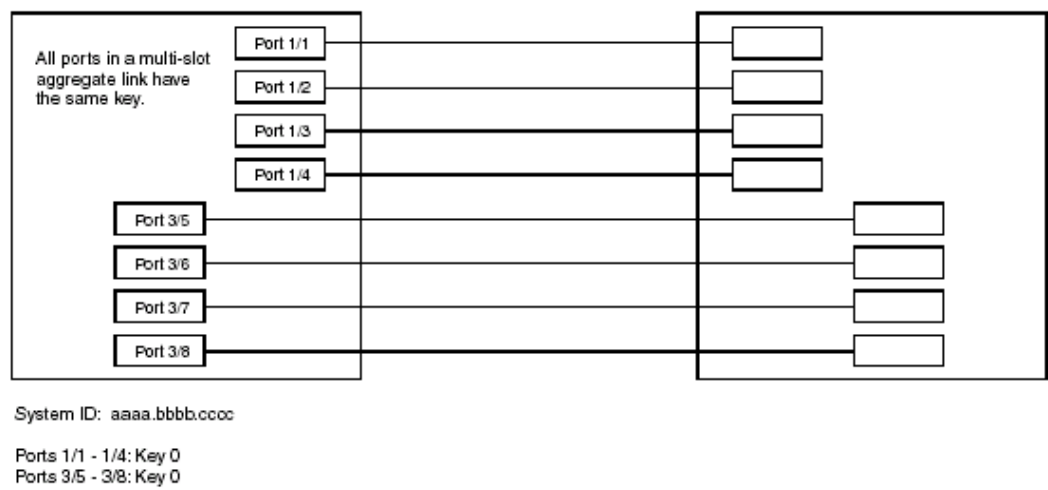 All ports in a multi-slot
aggregate link have
the same key.
Port 1/1
Port 1/2
Port 1/3
Port 1/4
Port 3/5
Port 3/6
Port 3/7
Port 3/8
System ID: aaaa.bbbb.cccc
Ports 1/1 - 1/4: Key 0
Ports 3/5 - 3/8: Key 0